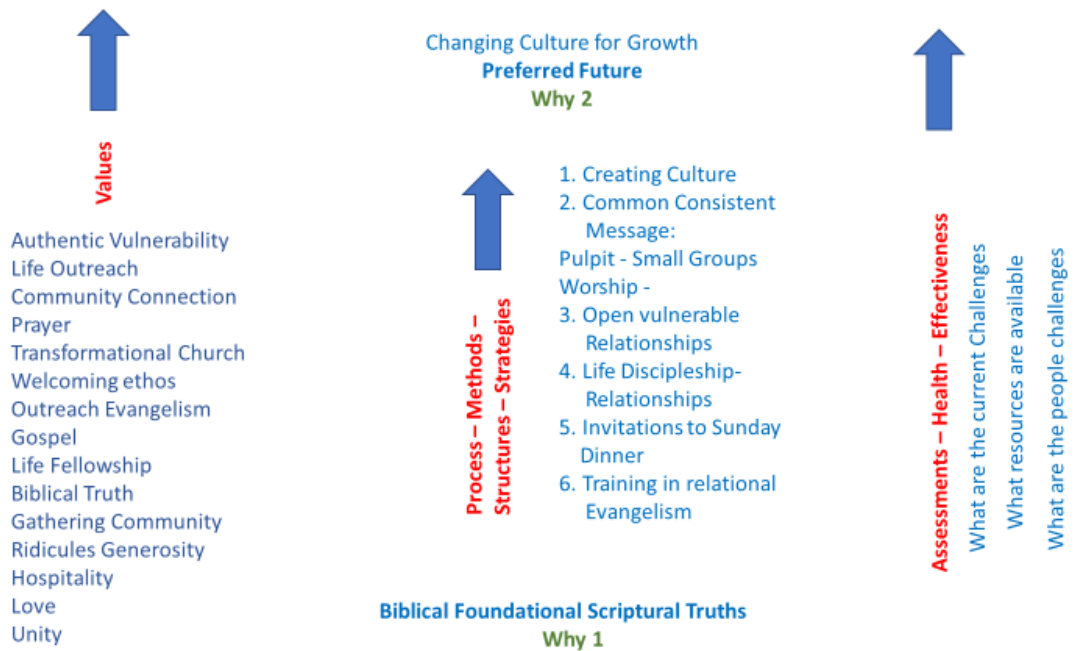 Changing Culture for Growth
Preferred Future
Why 2
Values
Authentic Vulnerability
Life Outreach
Community Connection
Prayer
Transformational Church
Welcoming ethos
Outreach Evangelism
Gospel
Life Fellowship
Biblical Truth
Gathering Community
Ridicules Generosity
Hospitality
Love
Unity
Process – Methods –
Structures – Strategies
1. Creating Culture
2. Common Consistent
Message:
Pulpit - Small Groups
Worship -
3. Open vulnerable
Relationships
4. Life Discipleship-
Relationships
5. Invitations to Sunday
Dinner
6. Training in relational
Evangelism
Assessments – Health – Effectiveness
What are the current Challenges
What resources are available
What are the people challenges
Biblical Foundational Scriptural Truths
Why 1